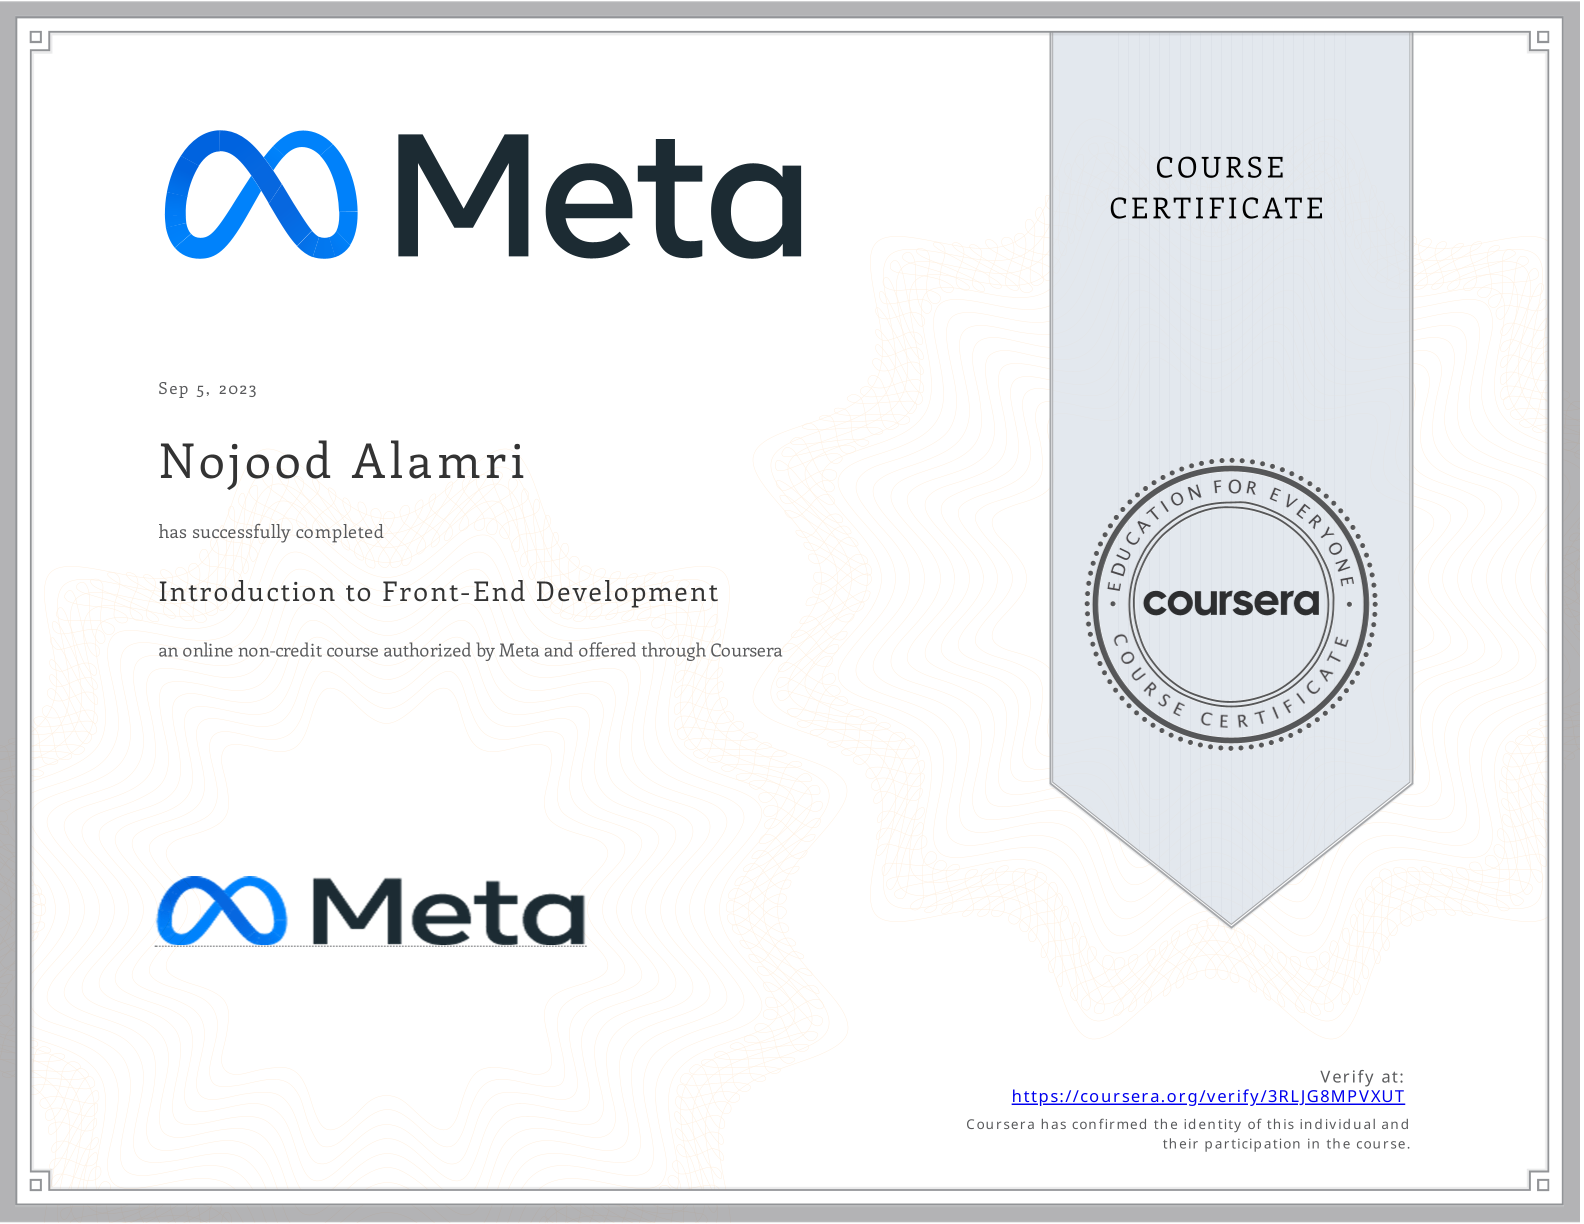 Meta
COURSE
CERTIFICATE
Sep 5, 2023
Nojood Alamri
has successfully completed
Introduction to Front-End Development
an online non-credit course authorized by Meta and offered through Coursera
EDUCATION FOR EVERYONE
coursera
COURSE CERTIFICATE
Meta
Verify at:
https://coursera.org/verify/3RLJG8MPVXUT
Coursera has confirmed the identity of this individual and
their participation in the course.